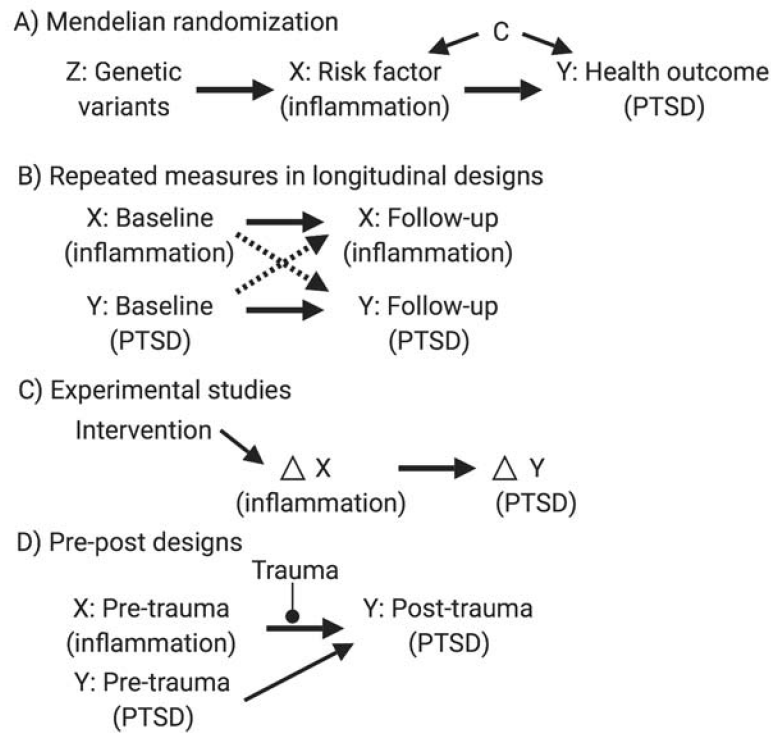 A) Mendelian randomization
C
Z: Genetic variants
X: Risk factor (inflammation)
Y: Health outcome (PTSD)
B) Repeated measures in longitudinal designs
X: Baseline (inflammation)
X: Follow-up (inflammation)
Y: Baseline (PTSD)
Y: Follow-up (PTSD)
C) Experimental studies
Intervention
△ X (inflammation)
△ Y (PTSD)
D) Pre-post designs
Trauma
X: Pre-trauma (inflammation)
Y: Post-trauma (PTSD)
Y: Pre-trauma (PTSD)